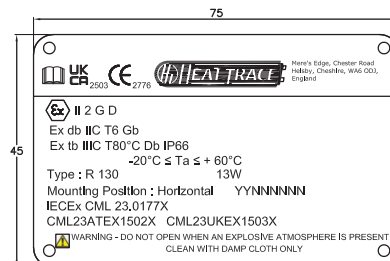 75
45
UK CA 2503 CE 2776 HEAT TRACE
Mere's Edge, Chester Road
Helsby, Cheshire, WA6 0DJ,
England
Ex II 2 G D
Ex db IIC T6 Gb
Ex tb IIIC T80°C Db IP66
-20°C ≤ Ta ≤ + 60°C
Type : R 130 13W
Mounting Position : Horizontal YYNNNNNN
IECEx CML 23.0177X
CML23ATEX1502X CML23UKEX1503X
WARNING - DO NOT OPEN WHEN AN EXPLOSIVE ATMOSPHERE IS PRESENT
CLEAN WITH DAMP CLOTH ONLY